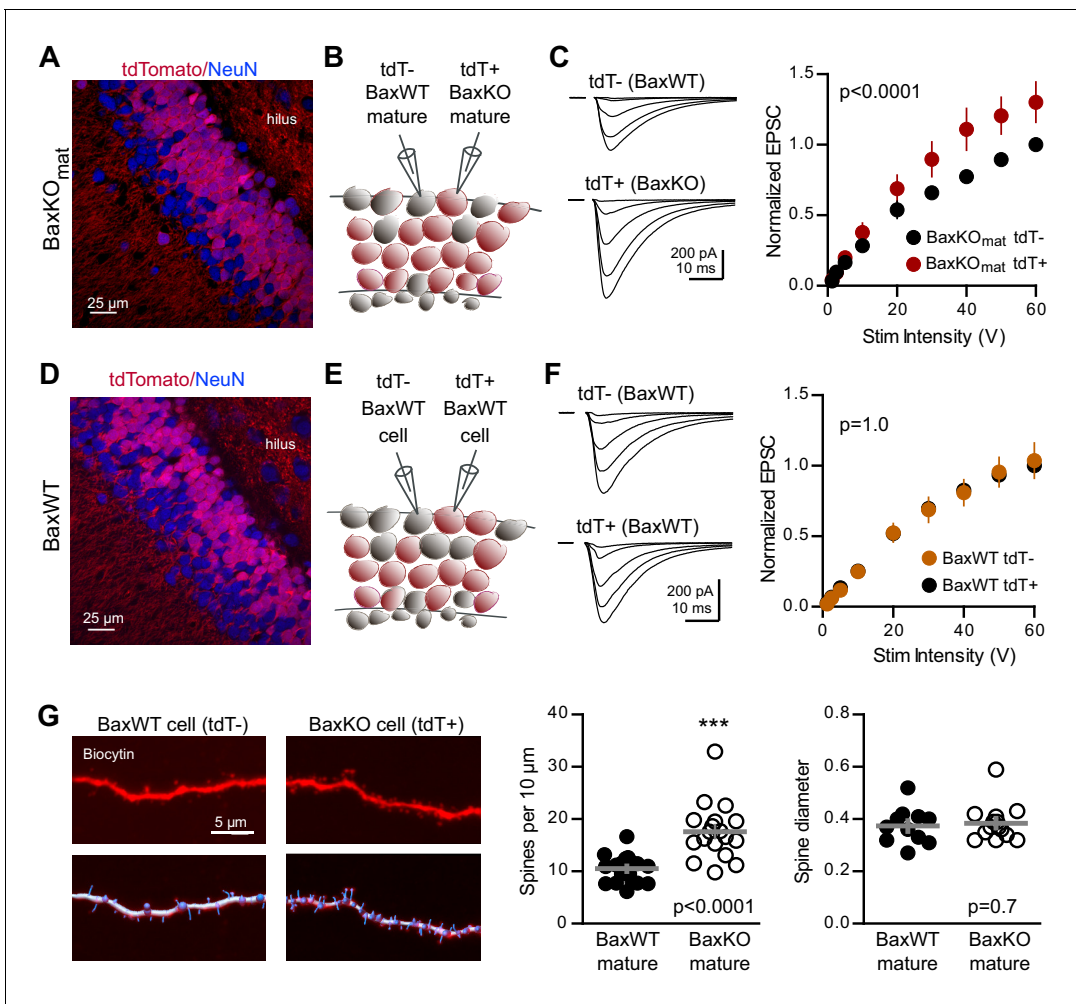 A
tdTomato/NeuN
BaxKOmat
hilus
25 µm
B
tdT- tdT+
BaxWT BaxKO
mature mature
C
tdT- (BaxWT)
tdT+ (BaxKO)
200 pA
10 ms
p<0.0001
Normalized EPSC
1.5
1.0
0.5
0.0
20 40 60
Stim Intensity (V)
BaxKOmat tdT-
BaxKOmat tdT+
D
tdTomato/NeuN
BaxWT
hilus
25 µm
E
tdT- tdT+
BaxWT BaxWT
cell cell
F
tdT- (BaxWT)
tdT+ (BaxWT)
200 pA
10 ms
p=1.0
Normalized EPSC
1.5
1.0
0.5
0.0
0 20 40 60
Stim Intensity (V)
BaxWT tdT-
BaxWT tdT+
G
BaxWT cell (tdT-) BaxKO cell (tdT+)
Biocytin
5 µm
Spines per 10 µm
40
30
20
10
0
***
p<0.0001
BaxWT BaxKO
mature mature
Spine diameter
0.8
0.6
0.4
0.2
0.0
p=0.7
BaxWT BaxKO
mature mature